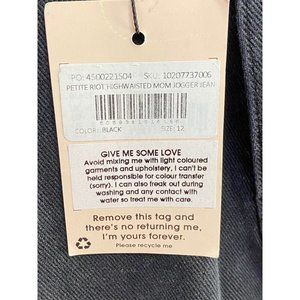 PO: 4500221504 SKU: 10207737006
PETITE RIOT HIGHWAISTED MOM JOGGER JEAN
COLOR: BLACK SIZE: 12
GIVE ME SOME LOVE
Avoid mixing me with light coloured
garments and upholstery, I can't be
held responsible for colour transfer
(sorry). I can also freak out during
washing and any contact with
water so treat me with care.
Remove this tag and
there's no returning me,
I'm yours forever.
Please recycle me